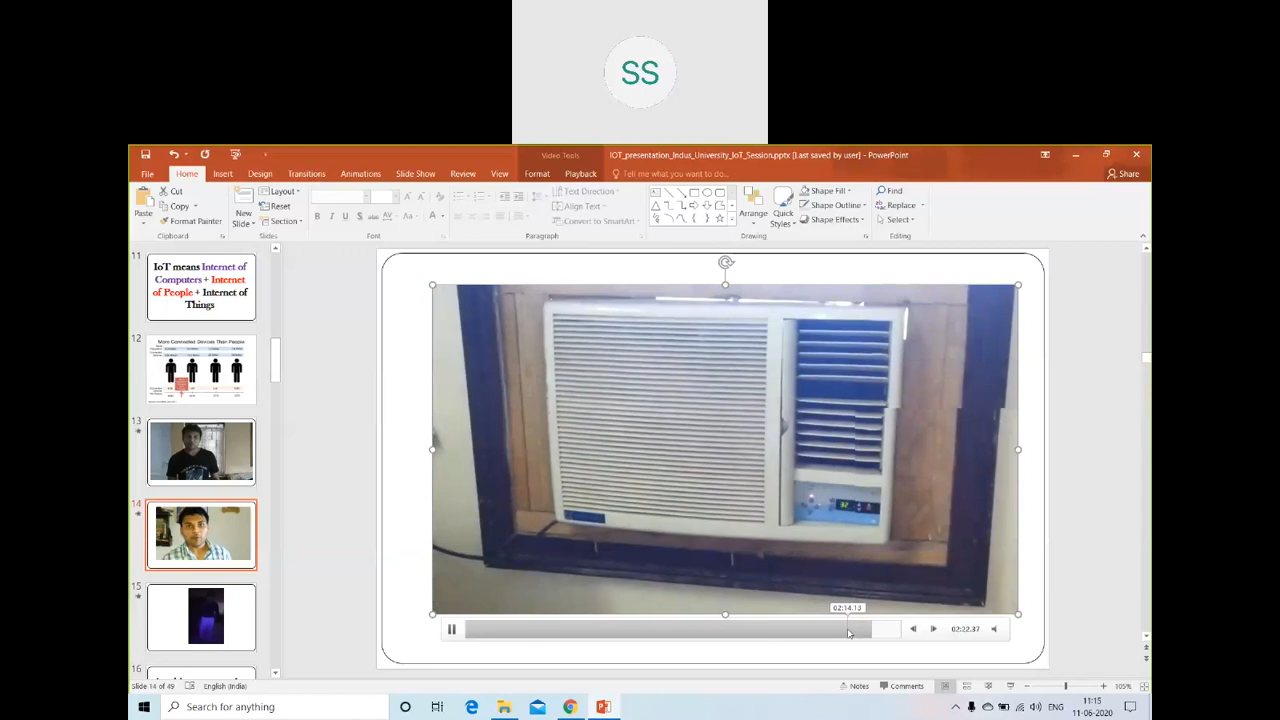 SS
Video Tools
IOT_presentation_Indus_University_IoT_Session.pptx [Last saved by user] - PowerPoint
File Home Insert Design Transitions Animations Slide Show Review View Format Playback Tell me what you want to do... Share
Paste
Cut
Copy
Format Painter
Clipboard
New Slide
Layout
Reset
Section
Slides
B I U S abc AV Aa A
Font
Text Direction
Align Text
Convert to SmartArt
Paragraph
Arrange
Quick Styles
Shape Fill
Shape Outline
Shape Effects
Drawing
Find
Replace
Select
Editing
11
IoT means Internet of
Computers + Internet
of People + Internet of
Things
12
More Connected Devices Than People
13
14
15
16
02:14.13
02:22.37
Slide 14 of 49 English (India) Notes Comments 105%
Search for anything
ENG
11:15
11-06-2020